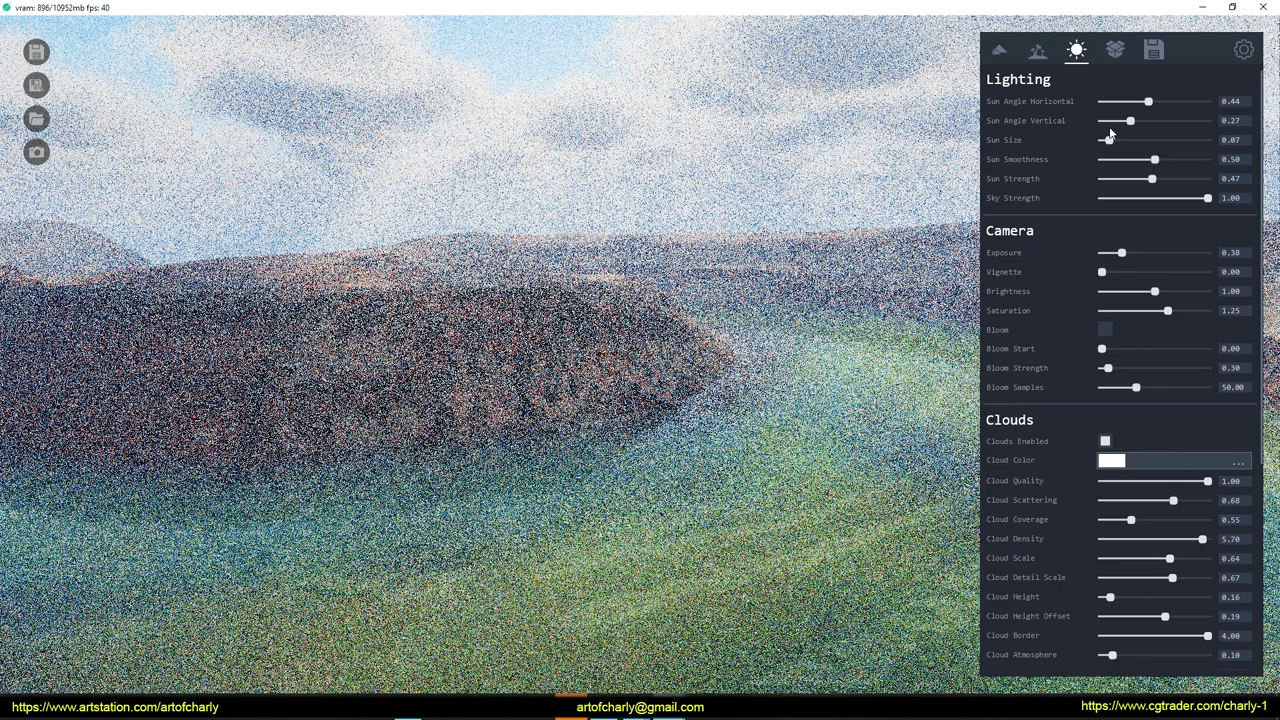 vram: 896/10952mb fps: 40
Lighting
Sun Angle Horizontal 0.44
Sun Angle Vertical 0.27
Sun Size 0.07
Sun Smoothness 0.50
Sun Strength 0.47
Sky Strength 1.00
Camera
Exposure 0.38
Vignette 0.00
Brightness 1.00
Saturation 1.25
Bloom
Bloom Start 0.00
Bloom Strength 0.30
Bloom Samples 50.00
Clouds
Clouds Enabled
Cloud Color ...
Cloud Quality 1.00
Cloud Scattering 0.68
Cloud Coverage 0.55
Cloud Density 5.70
Cloud Scale 0.64
Cloud Detail Scale 0.67
Cloud Height 0.16
Cloud Height Offset 0.19
Cloud Border 4.00
Cloud Atmosphere 0.10
https://www.artstation.com/artofcharly artofcharly@gmail.com https://www.cgtrader.com/charly-1